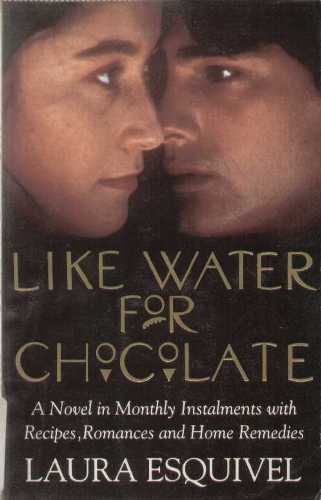 LIKE WATER
FOR
CHOCOLATE
A Novel in Monthly Instalments with
Recipes, Romances and Home Remedies
LAURA ESQUIVEL